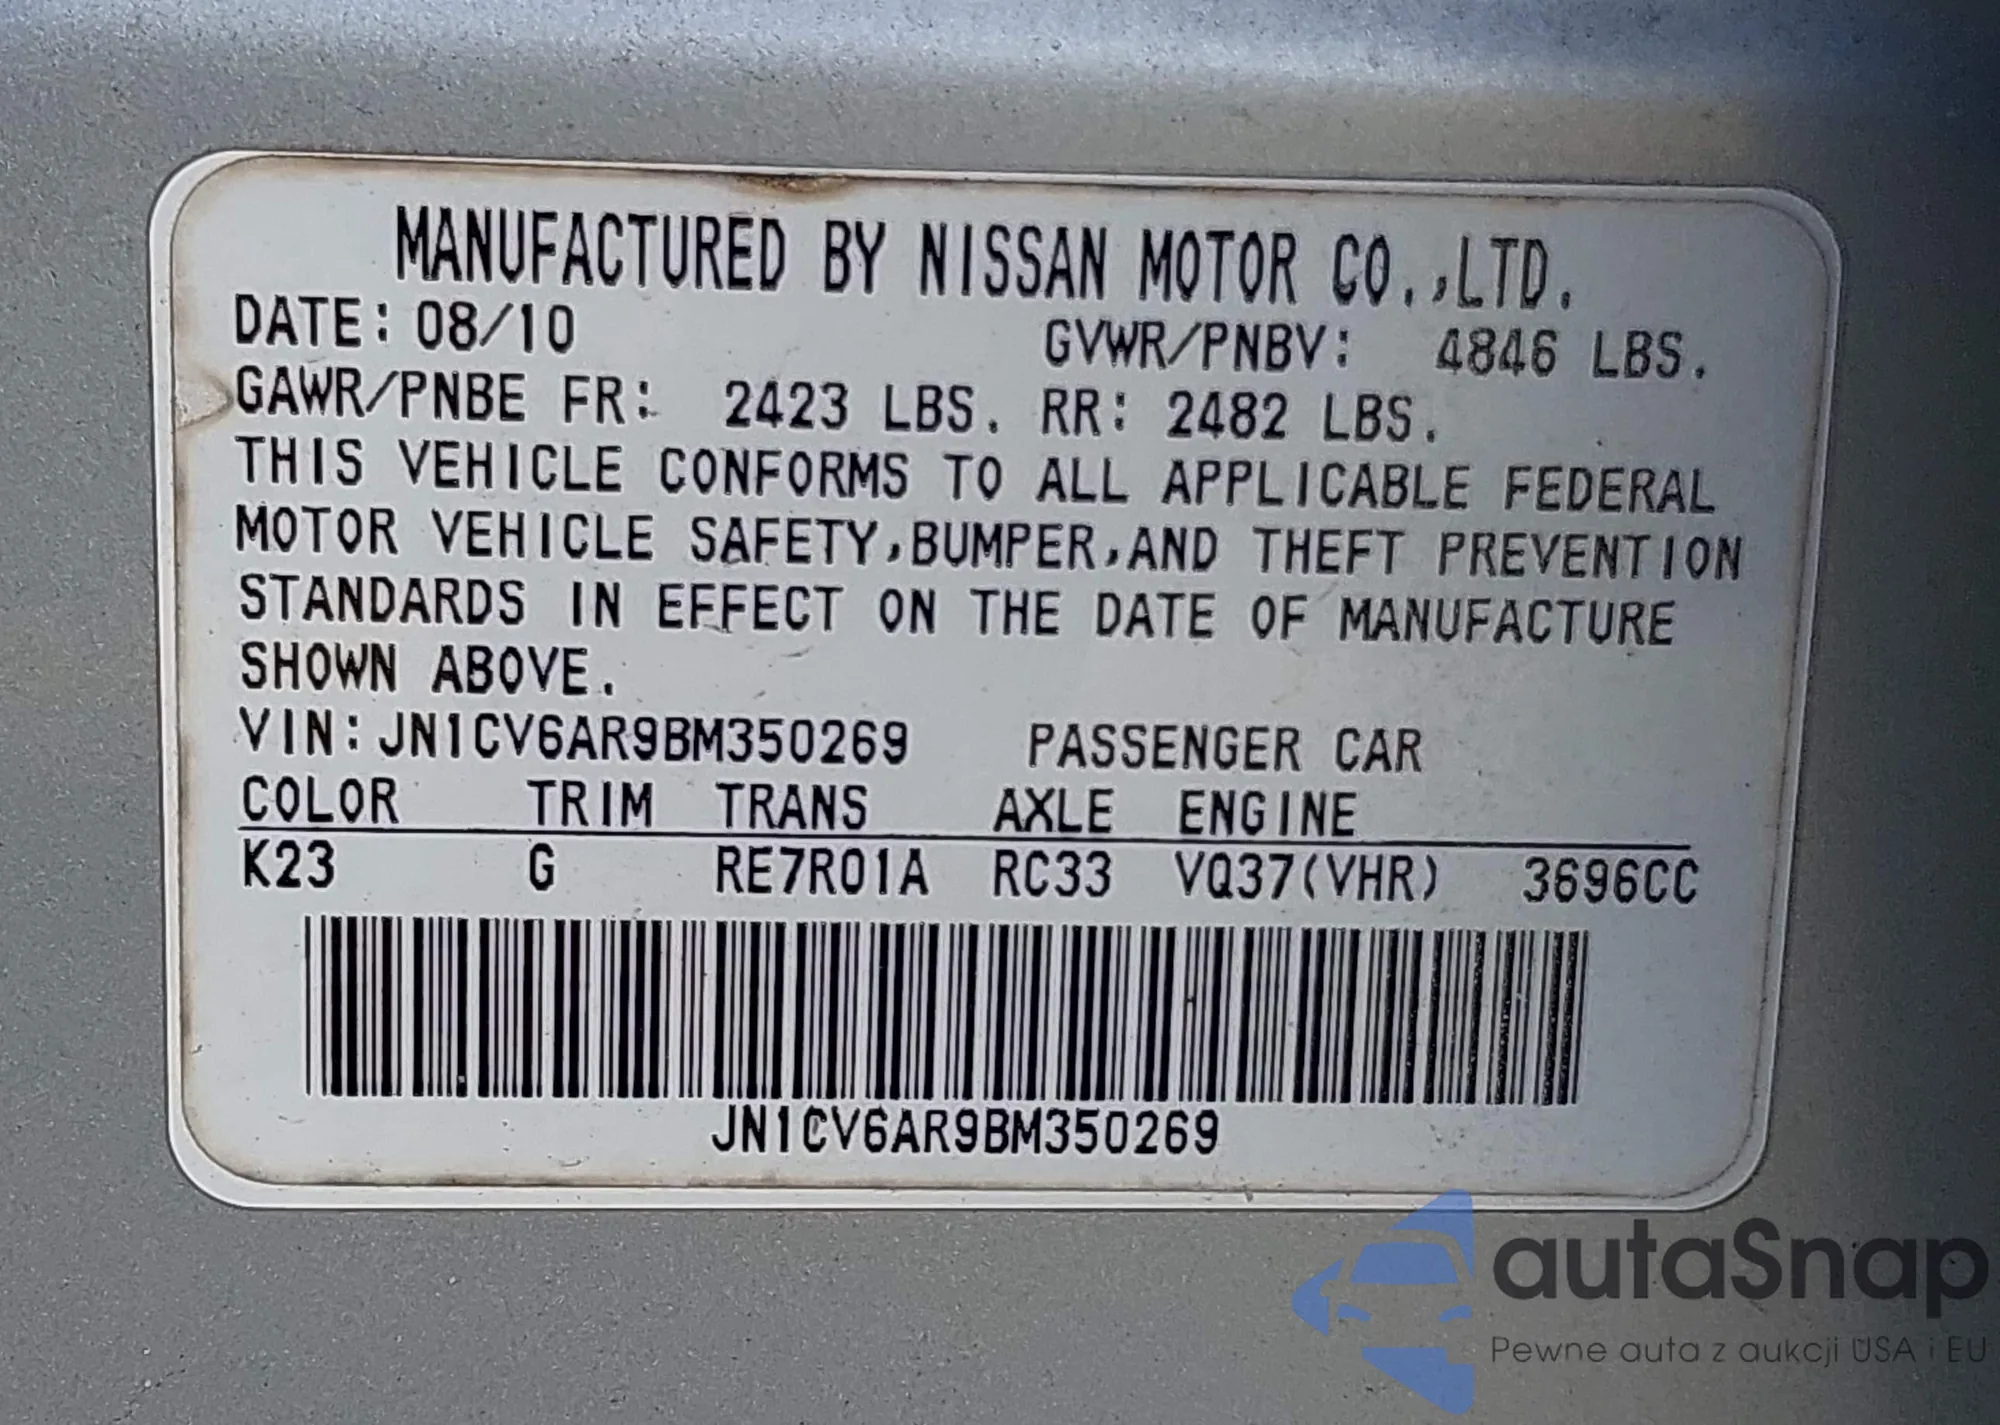 MANUFACTURED BY NISSAN MOTOR CO.,LTD.
DATE: 08/10 GVWR/PNBV: 4846 LBS.
GAWR/PNBE FR: 2423 LBS. RR: 2482 LBS.
THIS VEHICLE CONFORMS TO ALL APPLICABLE FEDERAL
MOTOR VEHICLE SAFETY,BUMPER,AND THEFT PREVENTION
STANDARDS IN EFFECT ON THE DATE OF MANUFACTURE
SHOWN ABOVE.
VIN:JN1CV6AR9BM350269 PASSENGER CAR
COLOR TRIM TRANS AXLE ENGINE
K23 G RE7R01A RC33 VQ37(VHR) 3696CC
JN1CV6AR9BM350269
autaSnap
Pewne auta z aukcji USA i EU